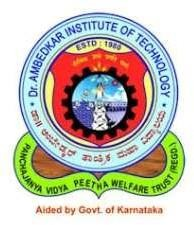 Dr. AMBEDKAR INSTITUTE OF TECHNOLOGY
ESTD : 1980
PANCHAJANYA VIDYA PEETHA WELFARE TRUST (REGD)
Aided by Govt. of Karnataka